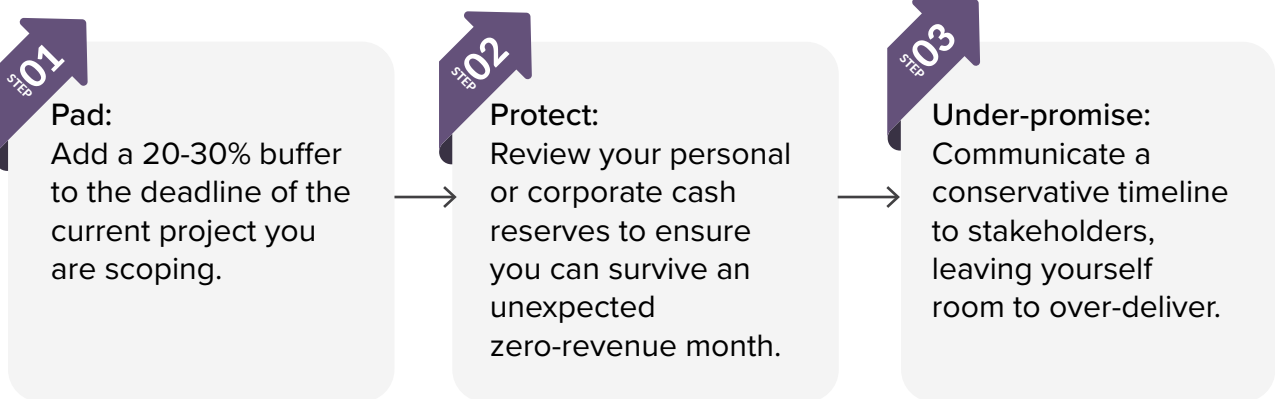 STEP 01
Pad:
Add a 20-30% buffer
to the deadline of the
current project you
are scoping.
STEP 02
Protect:
Review your personal
or corporate cash
reserves to ensure
you can survive an
unexpected
zero-revenue month.
STEP 03
Under-promise:
Communicate a
conservative timeline
to stakeholders,
leaving yourself
room to over-deliver.